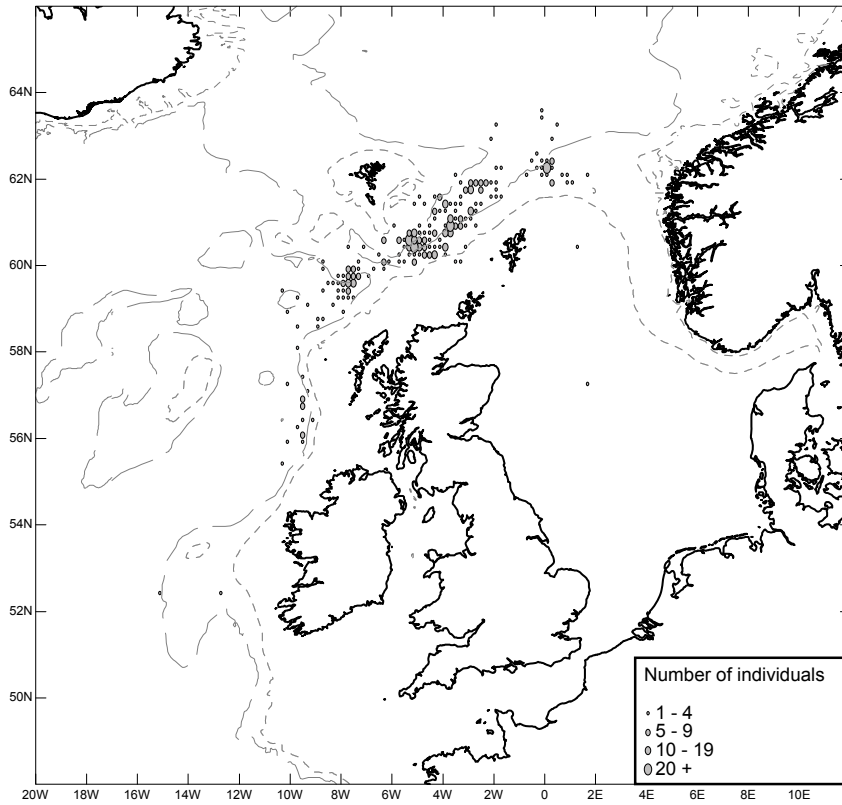 64N
62N
60N
58N
56N
54N
52N
50N
Number of individuals
1 - 4
5 - 9
10 - 19
20 +
20W 18W 16W 14W 12W 10W 8W 6W 4W 2W 0 2E 4E 6E 8E 10E